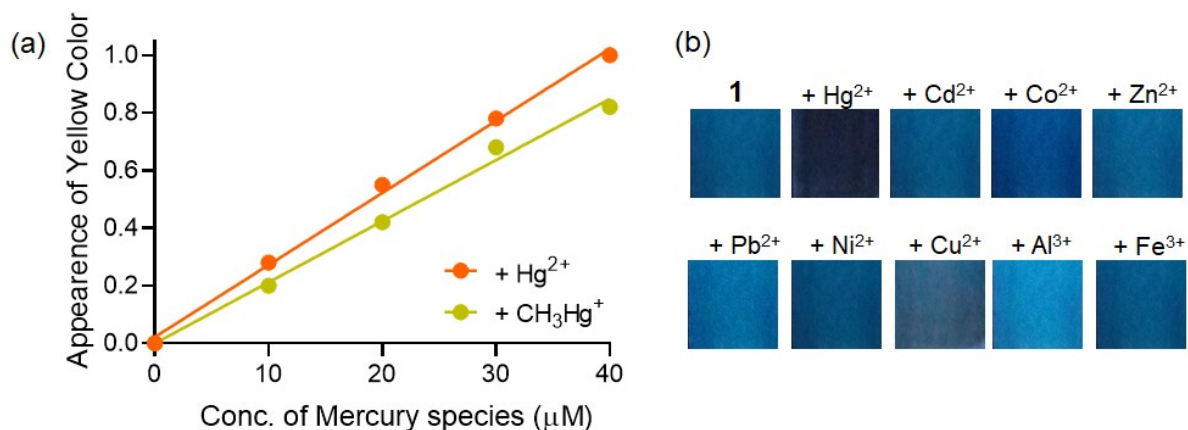 (a)
Appearence of Yellow Color
1.0
0.8
0.6
0.4
0.2
0.0
0 10 20 30 40
Conc. of Mercury species (μM)
+ Hg²⁺
+ CH₃Hg⁺
(b)
1 + Hg²⁺ + Cd²⁺ + Co²⁺ + Zn²⁺
+ Pb²⁺ + Ni²⁺ + Cu²⁺ + Al³⁺ + Fe³⁺